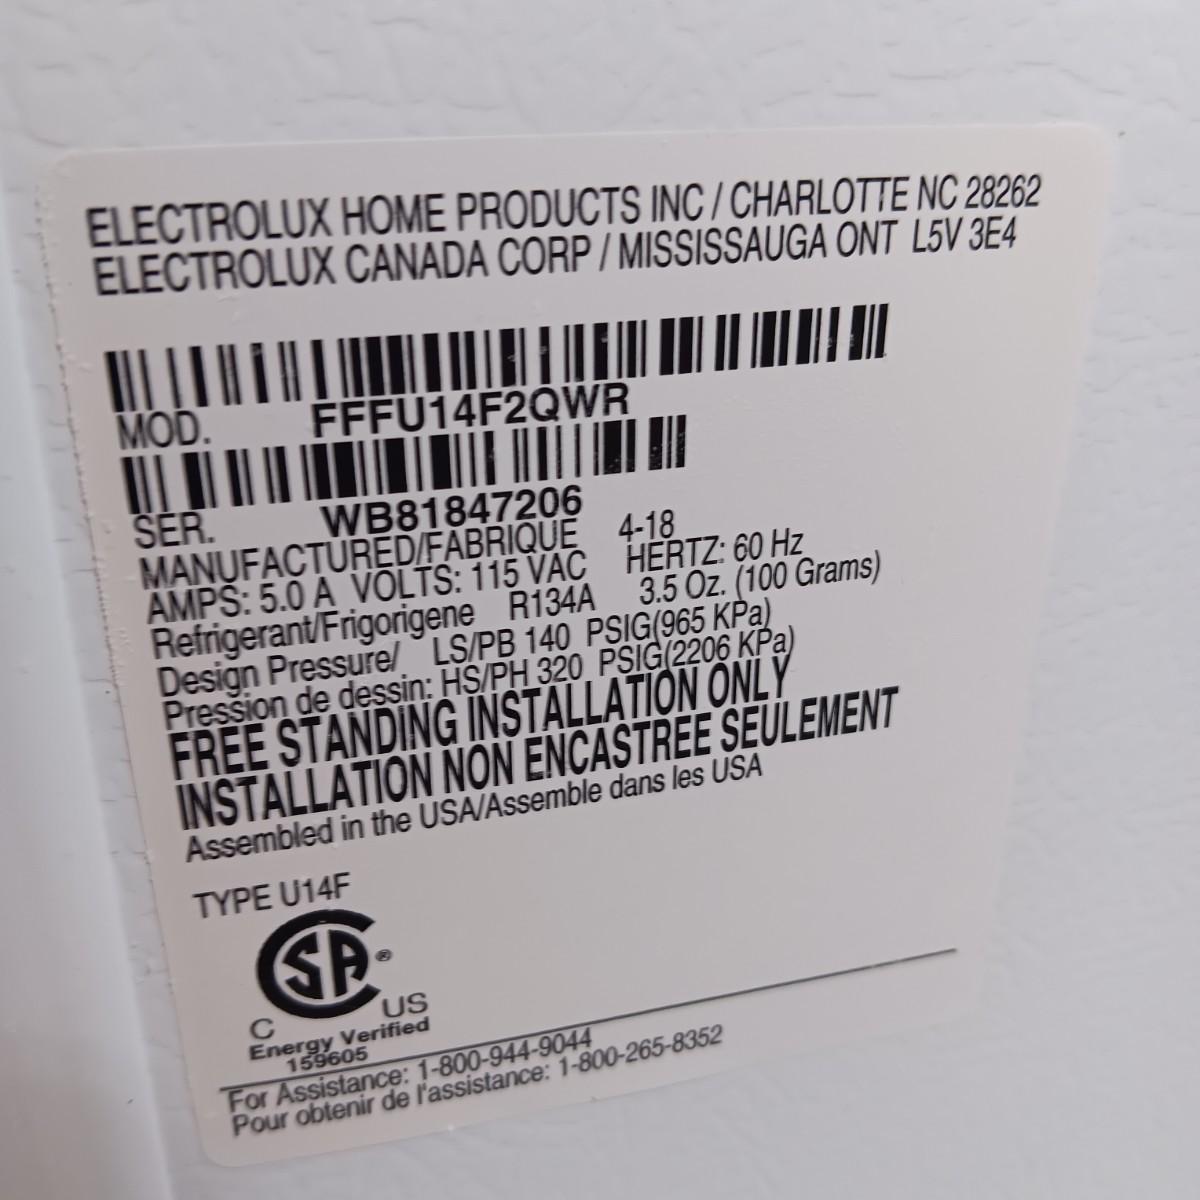 ELECTROLUX HOME PRODUCTS INC / CHARLOTTE NC 28262
ELECTROLUX CANADA CORP / MISSISSAUGA ONT L5V 3E4
MOD. FFFU14F2QWR
SER. WB81847206
MANUFACTURED/FABRIQUE 4-18
AMPS: 5.0 A VOLTS: 115 VAC HERTZ: 60 Hz
Refrigerant/Frigorigene R134A 3.5 Oz. (100 Grams)
Design Pressure/ LS/PB 140 PSIG(965 KPa)
Pression de dessin: HS/PH 320 PSIG(2206 KPa)
FREE STANDING INSTALLATION ONLY
INSTALLATION NON ENCASTREE SEULEMENT
Assembled in the USA/Assemble dans les USA
TYPE U14F
CSA®
C US
Energy Verified
159605
For Assistance: 1-800-944-9044
Pour obtenir de l'assistance: 1-800-265-8352